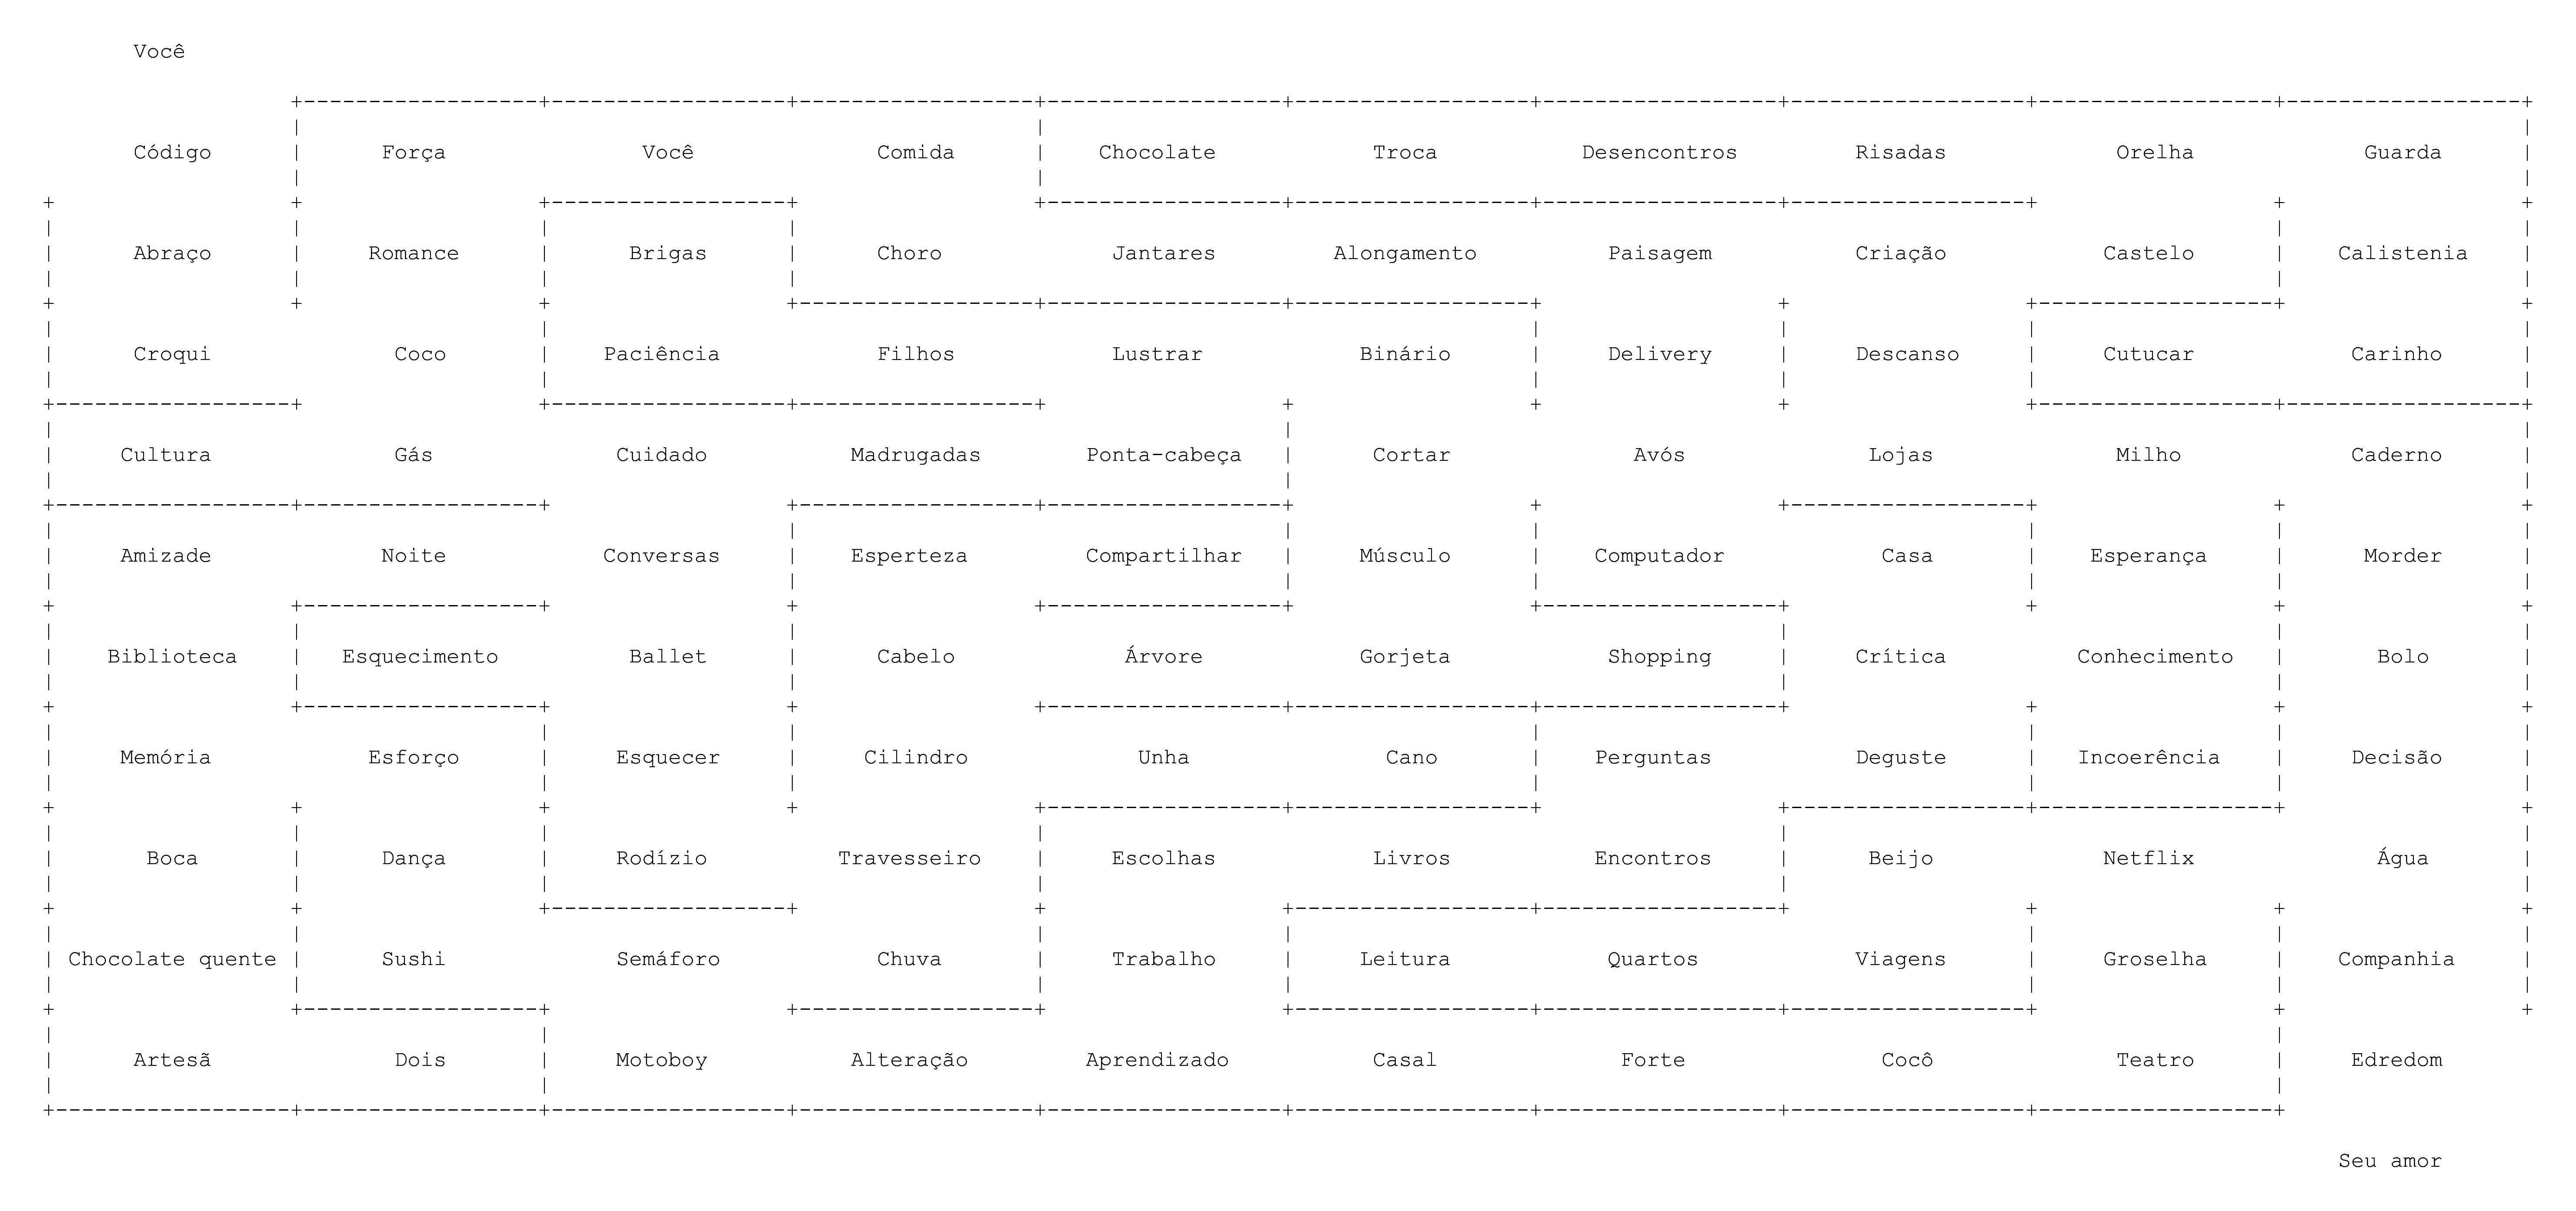 Você
Código Força Você Comida Chocolate Troca Desencontros Risadas Orelha Guarda
Abraço Romance Brigas Choro Jantares Alongamento Paisagem Criação Castelo Calistenia
Croqui Coco Paciência Filhos Lustrar Binário Delivery Descanso Cutucar Carinho
Cultura Gás Cuidado Madrugadas Ponta-cabeça Cortar Avós Lojas Milho Caderno
Amizade Noite Conversas Esperteza Compartilhar Músculo Computador Casa Esperança Morder
Biblioteca Esquecimento Ballet Cabelo Árvore Gorjeta Shopping Crítica Conhecimento Bolo
Memória Esforço Esquecer Cilindro Unha Cano Perguntas Deguste Incoerência Decisão
Boca Dança Rodízio Travesseiro Escolhas Livros Encontros Beijo Netflix Água
Chocolate quente Sushi Semáforo Chuva Trabalho Leitura Quartos Viagens Groselha Companhia
Artesã Dois Motoboy Alteração Aprendizado Casal Forte Cocô Teatro Edredom
Seu amor